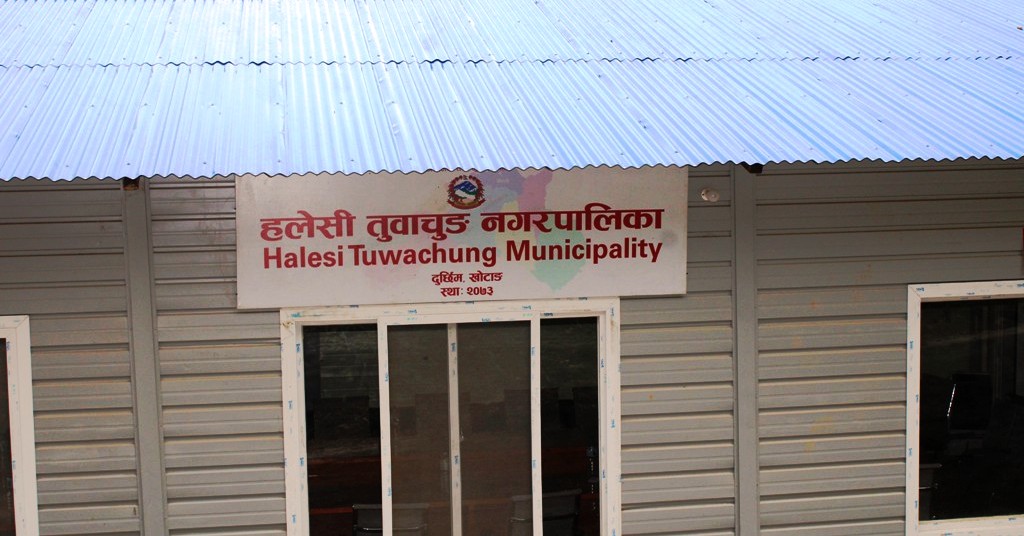 हलेसी तुवाचुङ नगरपालिका
Halesi Tuwachung Municipality
दुर्छिम, खोटाङ
स्था: २०७३